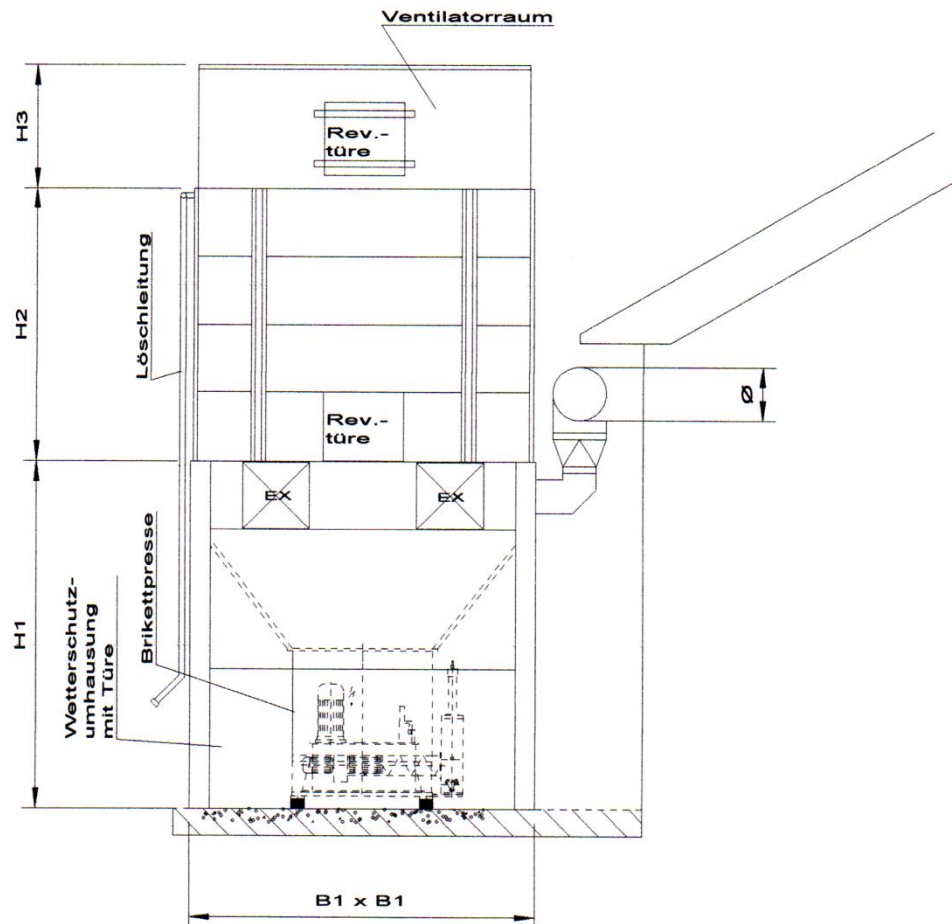 Ventilatorraum
H3
Rev.-
türe
H2
Löschleitung
Ø
Rev.-
türe
EX
EX
H1
Wetterschutz-
umhausung
mit Türe
Brikettpresse
B1 x B1